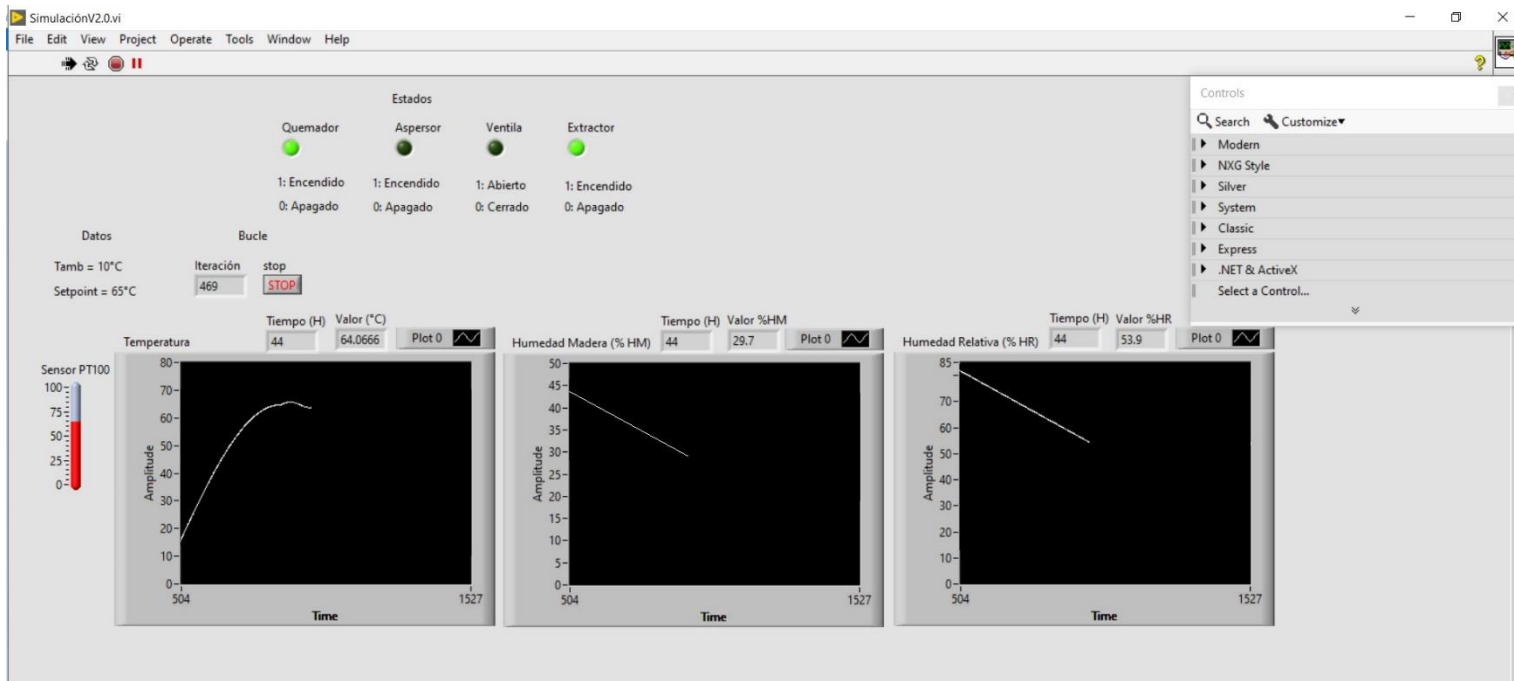 SimulaciónV2.0.vi
File Edit View Project Operate Tools Window Help
Estados
Quemador Aspersor Ventila Extractor
1: Encendido 1: Encendido 1: Abierto 1: Encendido
0: Apagado 0: Apagado 0: Cerrado 0: Apagado
Datos Bucle
Tamb = 10°C Iteración stop
Setpoint = 65°C 469 STOP
Controls
Search Customize
Modern
NXG Style
Silver
System
Classic
Express
.NET & ActiveX
Select a Control...
Sensor PT100
100
75
50
25
0
Tiempo (H) Valor (°C)
Temperatura 44 64.0666 Plot 0
80
70
60
50
40
30
20
10
0
Amplitude
504 1527
Time
Tiempo (H) Valor %HM
Humedad Madera (% HM) 44 29.7 Plot 0
50
45
40
35
30
25
20
15
10
5
0
Amplitude
504 1527
Time
Tiempo (H) Valor %HR
Humedad Relativa (% HR) 44 53.9 Plot 0
85
70
60
50
40
30
20
10
0
Amplitude
504 1527
Time